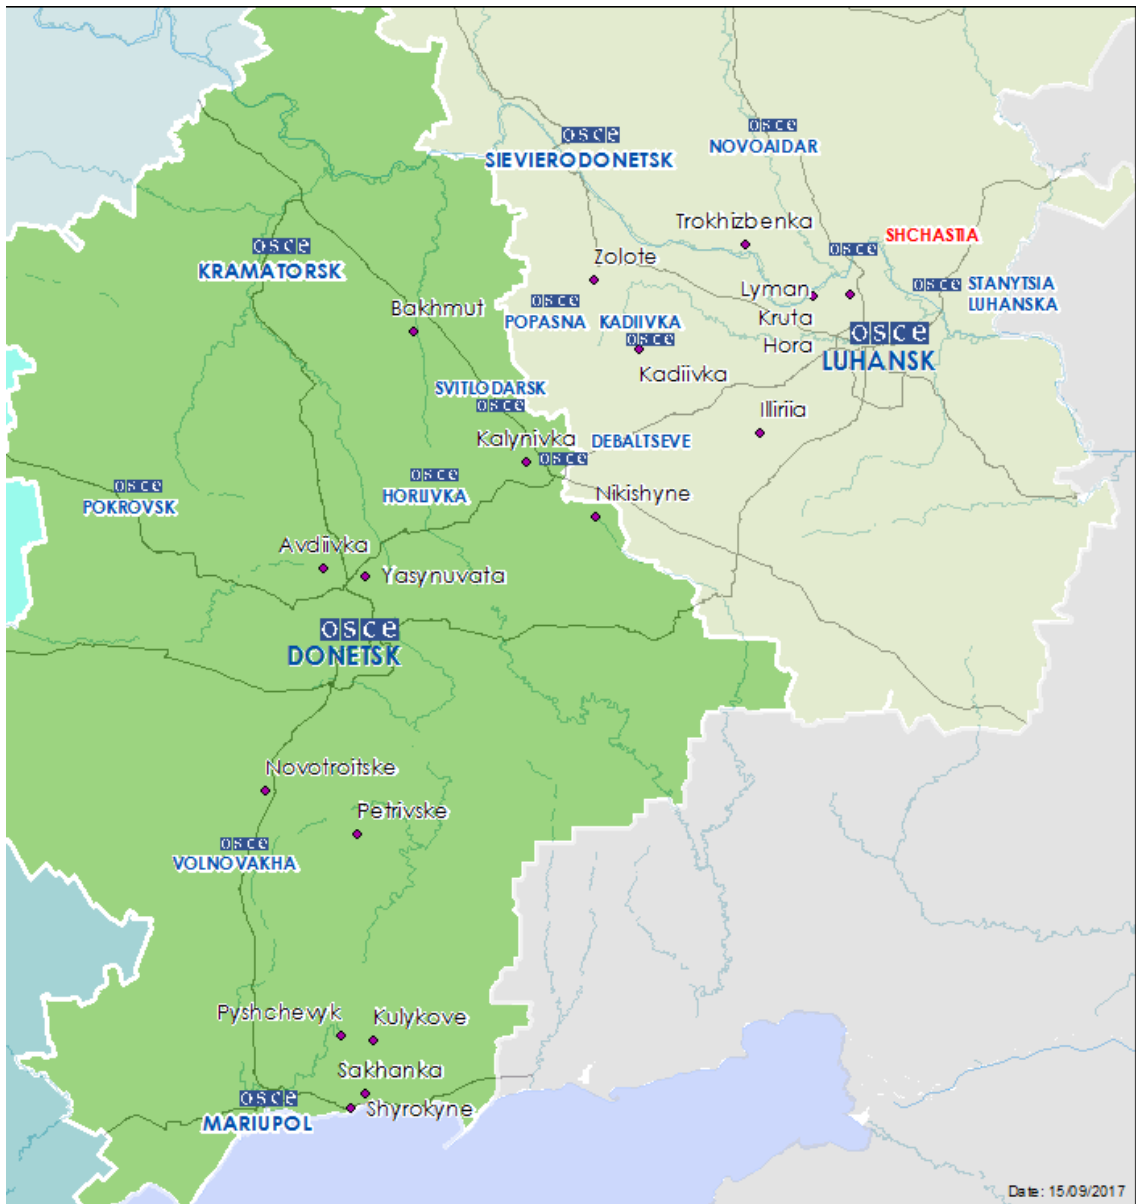 osce
SIEVIERODONETSK
osce
NOVOAIDAR
Trokhizbenka
SHCHASTIA
osce
osce
KRAMATORSK
Zolote
Lyman
Kruta
Hora
osce
STANYTSIA
LUHANSKA
osce
POPASNA
KADIIVKA
osce
Kadiivka
Bakhmut
osce
LUHANSK
SVITLODARSK
osce
Illiriia
Kalynivka
osce
DEBALTSEVE
osce
HORLIVKA
osce
POKROVSK
Nikishyne
Avdiivka
Yasynuvata
osce
DONETSK
Novotroitske
Petrivske
osce
VOLNOVAKHA
Pyshchevyk
Kulykove
Sakhanka
Shyrokyne
osce
MARIUPOL
Date: 15/09/2017